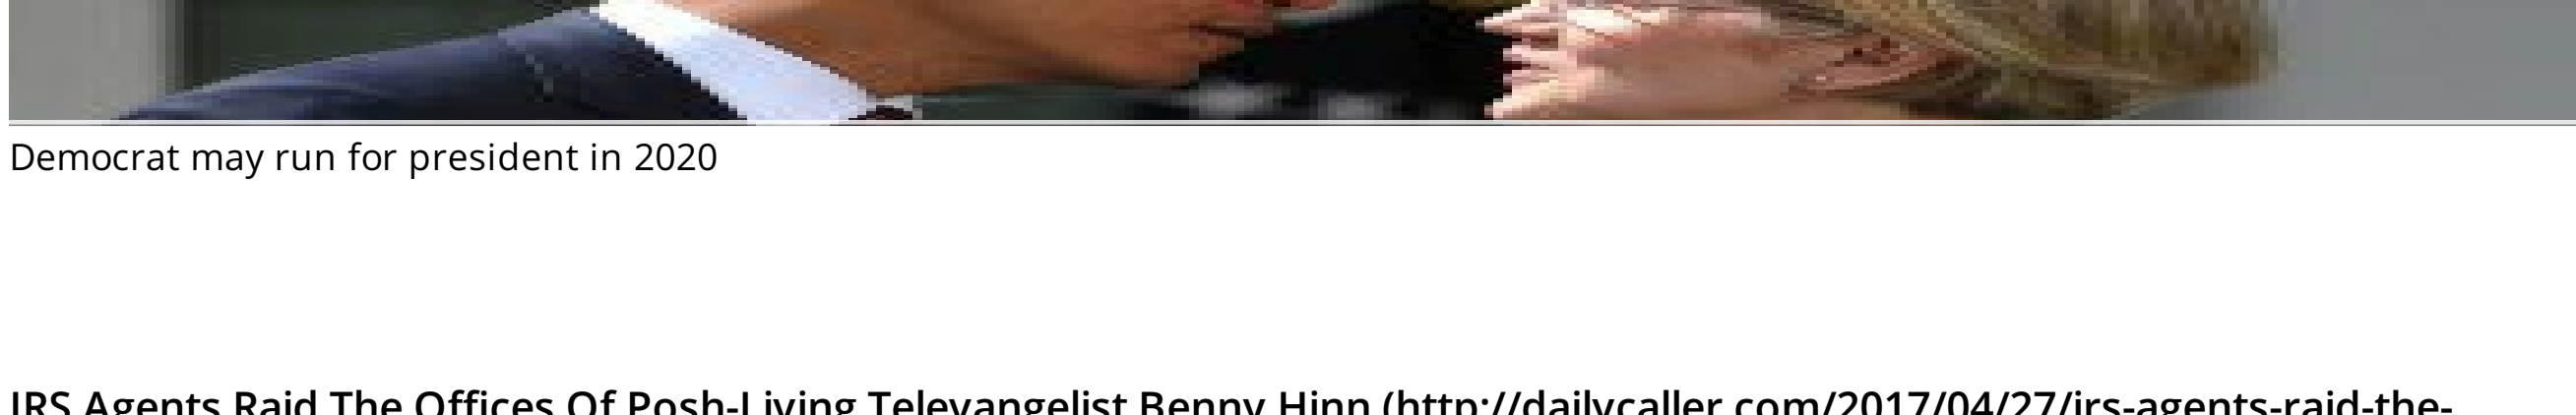 Democrat may run for president in 2020
IRS Agents Raid The Offices Of Posh-Living Televangelist Benny Hinn (http://dailycaller.com/2017/04/27/irs-agents-raid-the-